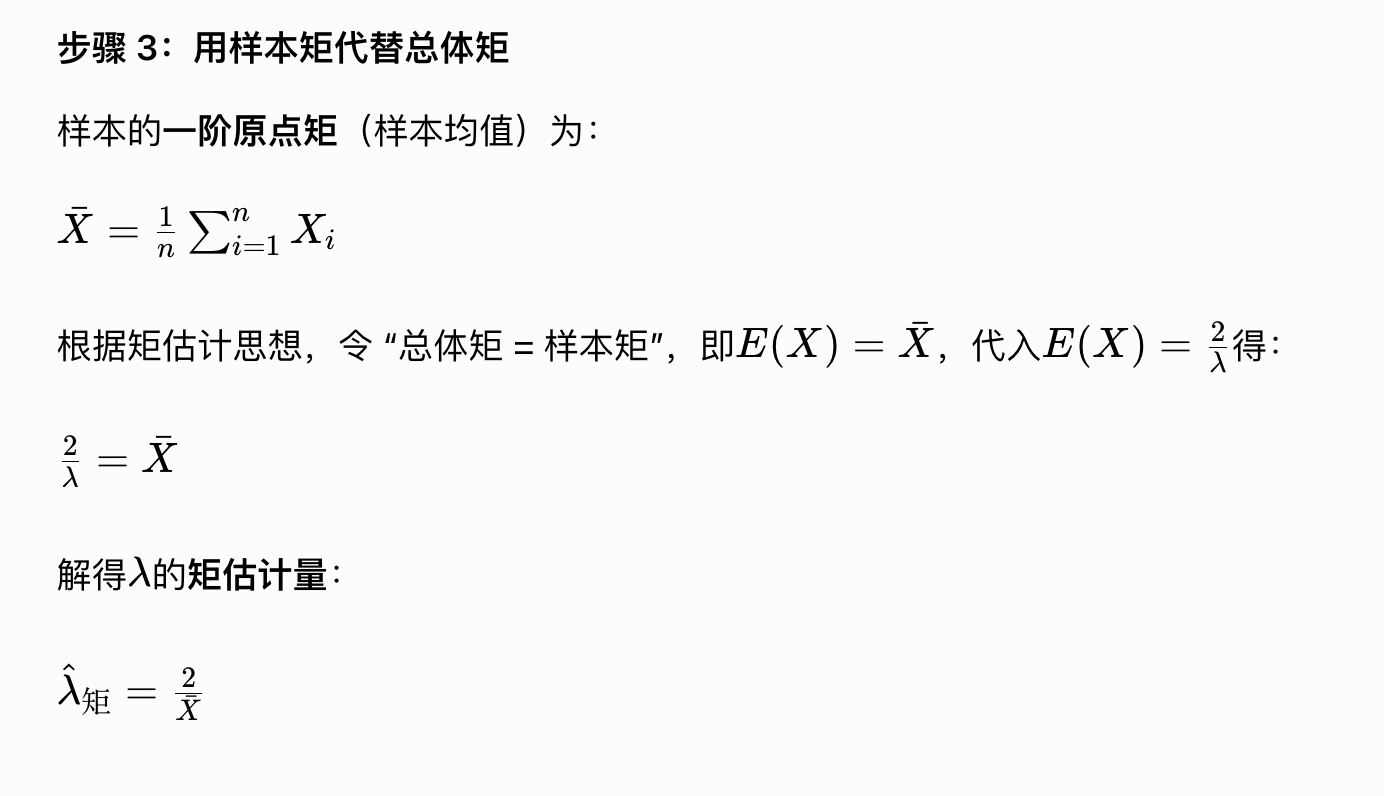 步骤 3：用样本矩代替总体矩
样本的一阶原点矩（样本均值）为：
$\bar{X} = \frac{1}{n} \sum_{i=1}^{n} X_i$
根据矩估计思想，令 “总体矩 = 样本矩”，即$E(X) = \bar{X}$，代入$E(X) = \frac{2}{\lambda}$得：
$\frac{2}{\lambda} = \bar{X}$
解得$\lambda$的矩估计量：
$\hat{\lambda}_{矩} = \frac{2}{\bar{X}}$